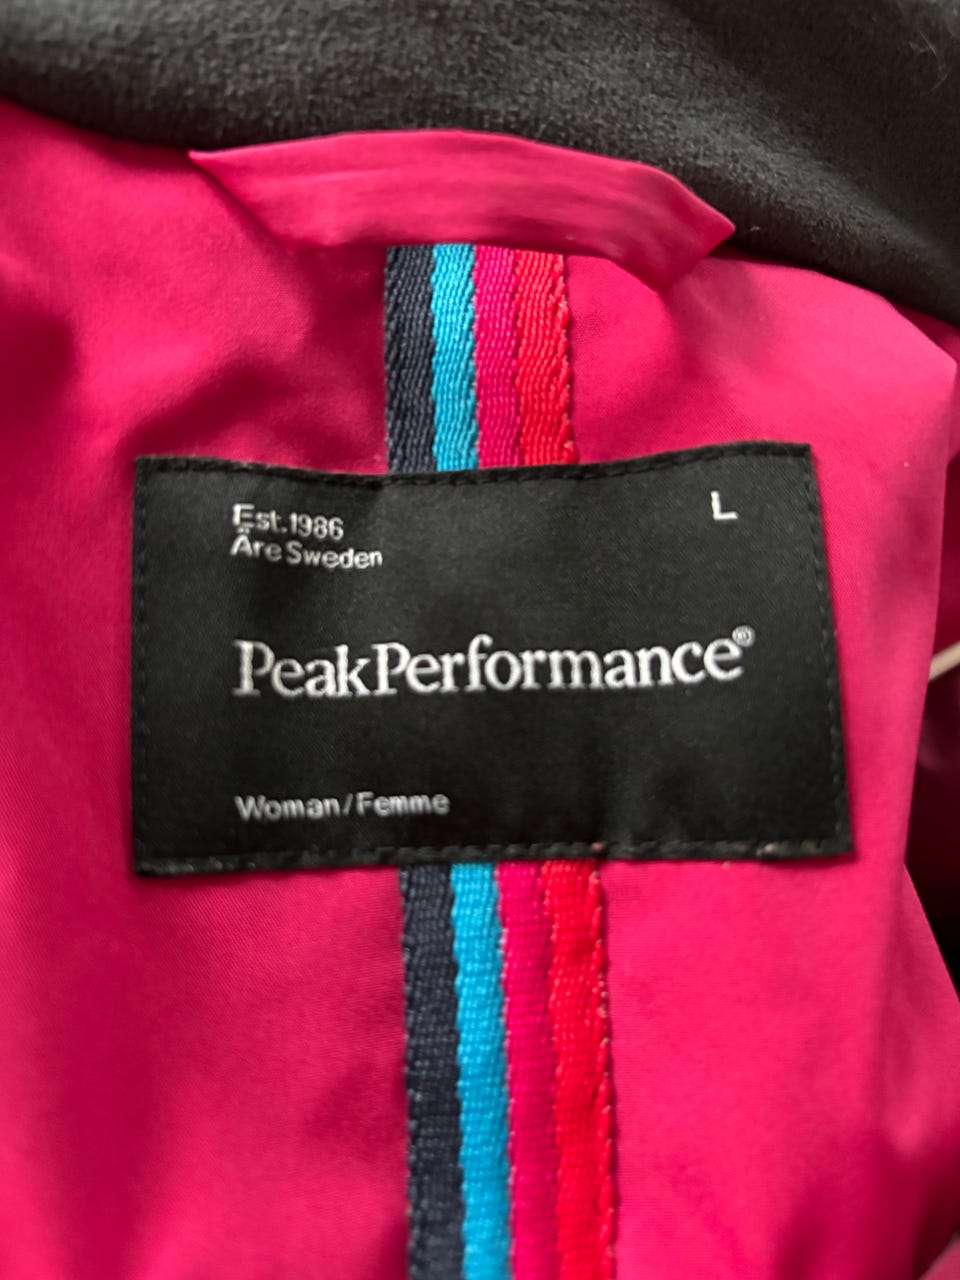 Est.1986
Åre Sweden
L
PeakPerformance®
Woman/Femme